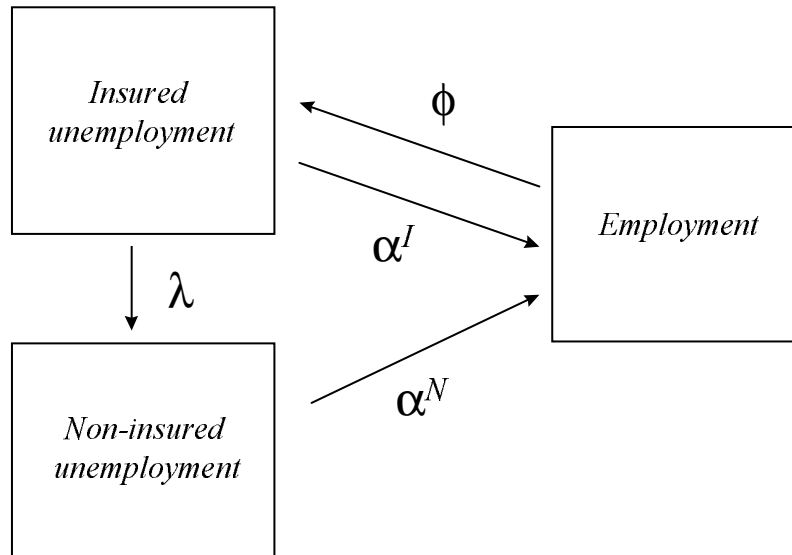 Insured
unemployment
ϕ
Employment
α^I
λ
α^N
Non-insured
unemployment